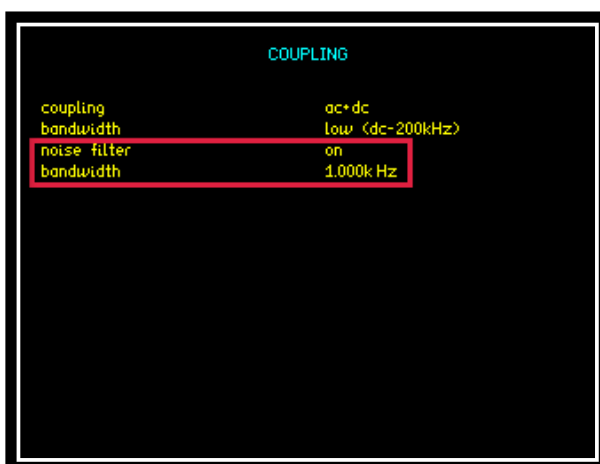 COUPLING
coupling ac+dc
bandwidth low (dc-200kHz)
noise filter on
bandwidth 1.000k Hz